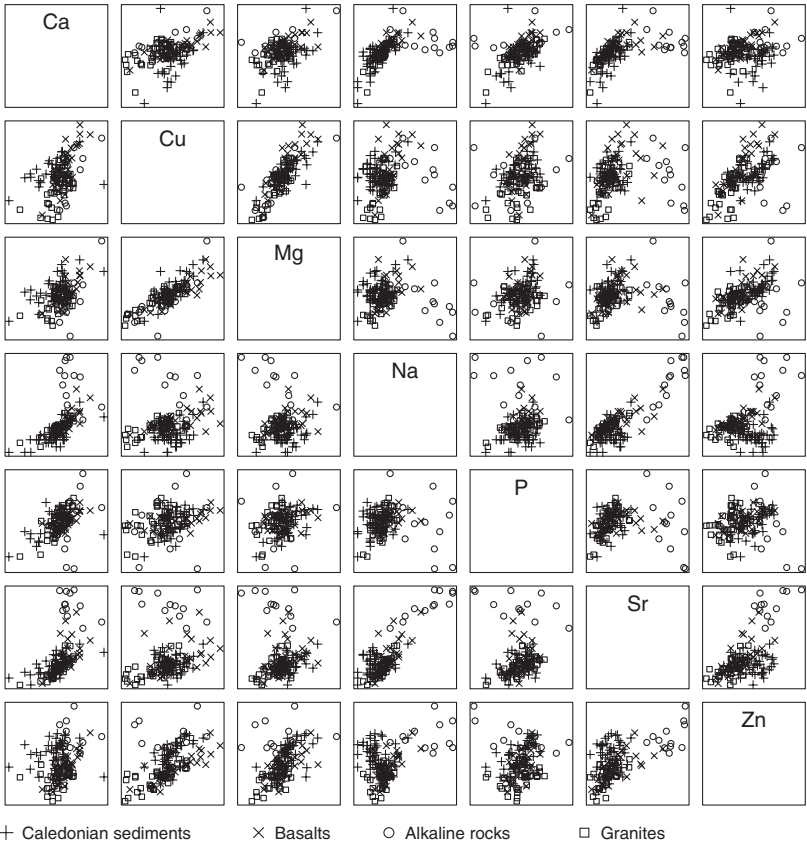 Ca
Cu
Mg
Na
P
Sr
Zn
Caledonian sediments Basalts Alkaline rocks Granites